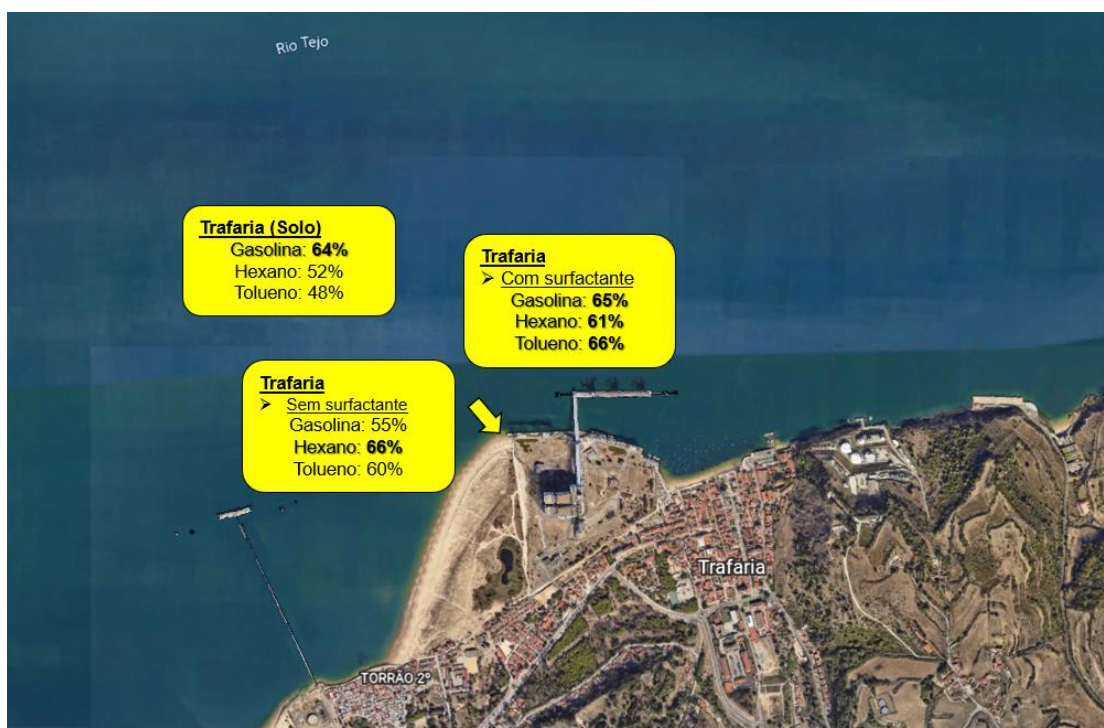 Rio Tejo
Trafaria (Solo)
Gasolina: 64%
Hexano: 52%
Tolueno: 48%
Trafaria
➢ Com surfactante
Gasolina: 65%
Hexano: 61%
Tolueno: 66%
Trafaria
➢ Sem surfactante
Gasolina: 55%
Hexano: 66%
Tolueno: 60%
Trafaria
TORRÃO 2º